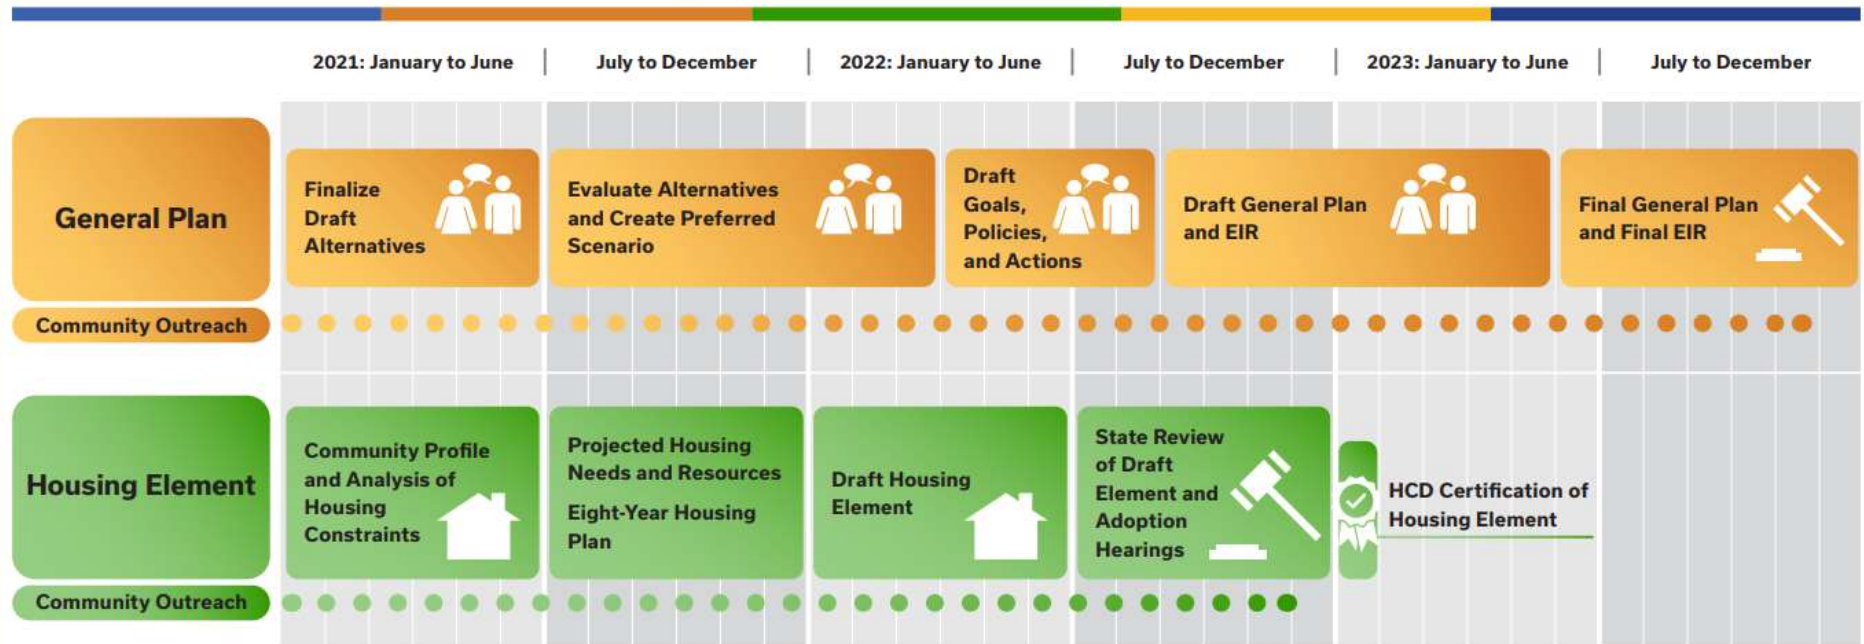 2021: January to June
July to December
2022: January to June
July to December
2023: January to June
July to December
General Plan
Finalize
Draft
Alternatives
Evaluate Alternatives
and Create Preferred
Scenario
Draft
Goals,
Policies,
and Actions
Draft General Plan
and EIR
Final General Plan
and Final EIR
Community Outreach
Housing Element
Community Profile
and Analysis of
Housing
Constraints
Projected Housing
Needs and Resources
Eight-Year Housing
Plan
Draft Housing
Element
State Review
of Draft
Element and
Adoption
Hearings
HCD Certification of
Housing Element
Community Outreach